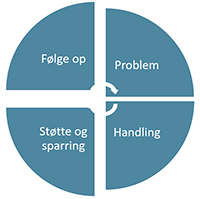 Følge op
Problem
Støtte og
sparring
Handling